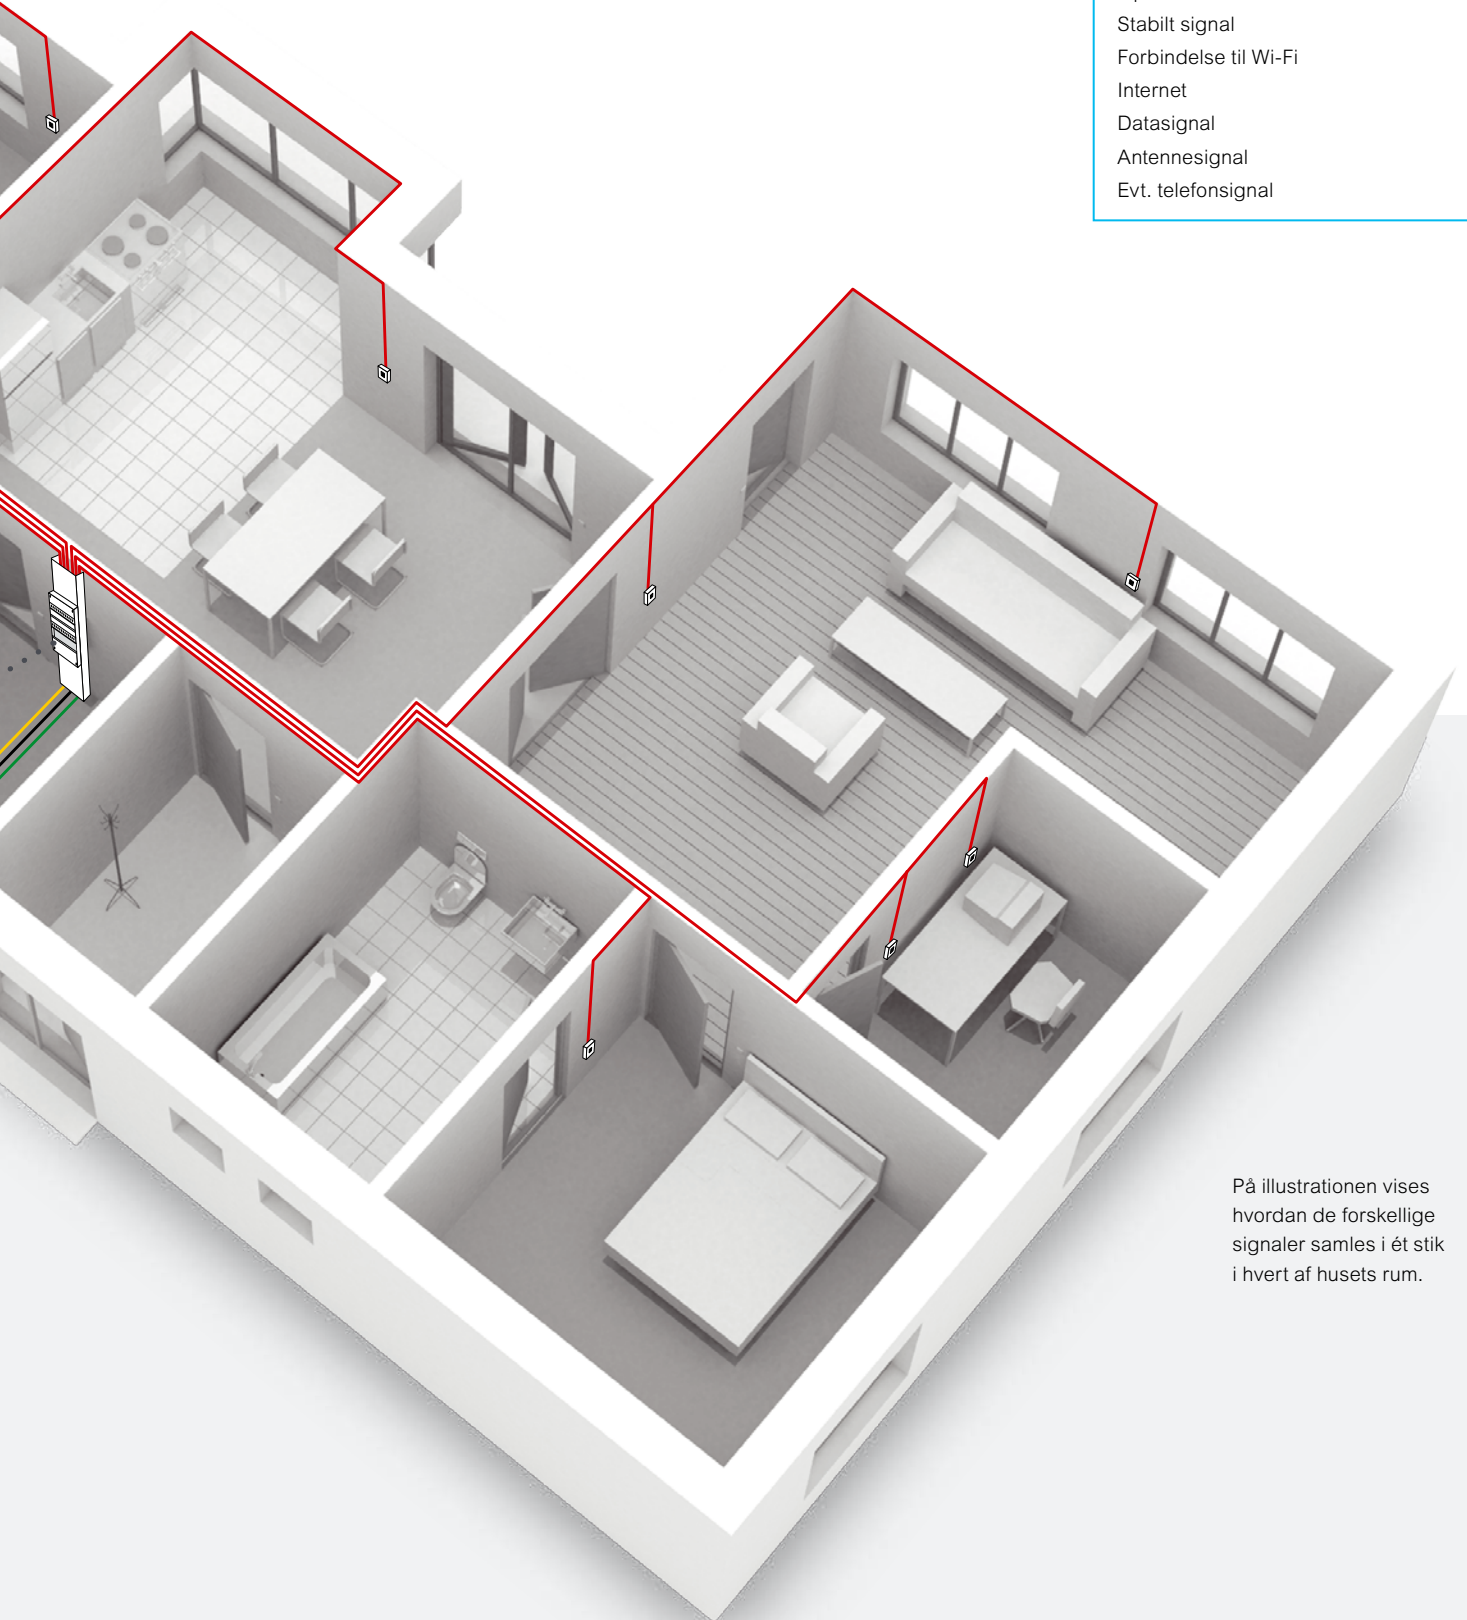 Stabilt signal
Forbindelse til Wi-Fi
Internet
Datasignal
Antennesignal
Evt. telefonsignal
På illustrationen vises
hvordan de forskellige
signaler samles i ét stik
i hvert af husets rum.